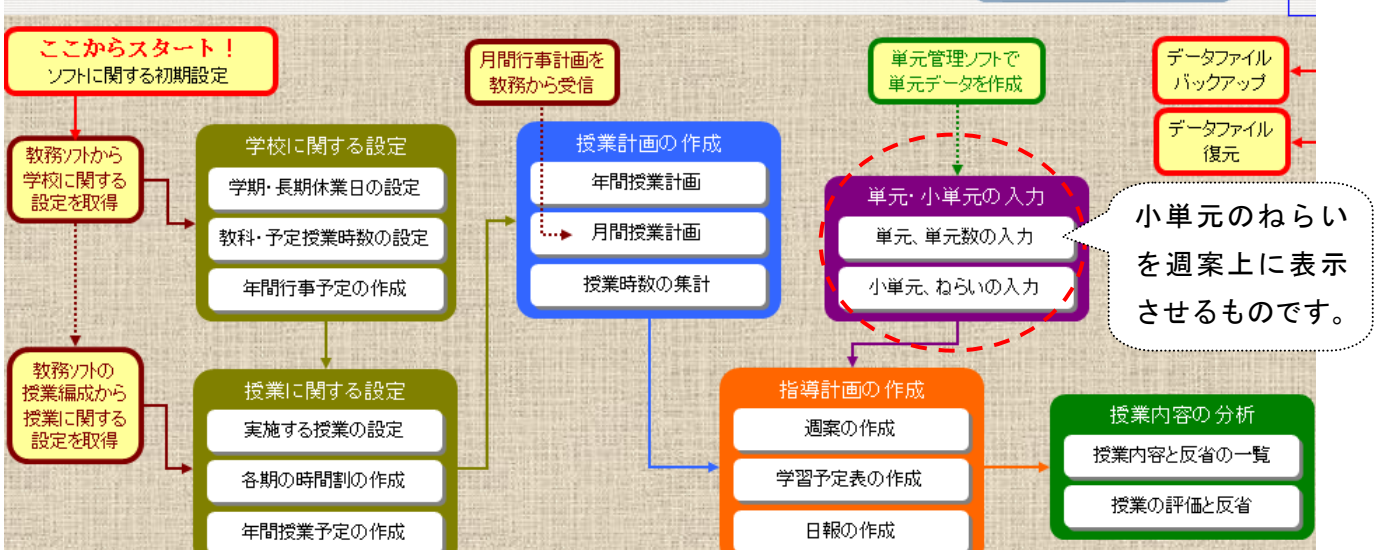 ここからスタート！
ソフトに関する初期設定
教務ソフトから
学校に関する
設定を取得
教務ソフトの
授業編成から
授業に関する
設定を取得
学校に関する設定
学期・長期休業日の設定
教科・予定授業時数の設定
年間行事予定の作成
授業に関する設定
実施する授業の設定
各期の時間割の作成
年間授業予定の作成
月間行事計画を
教務から受信
授業計画の作成
年間授業計画
月間授業計画
授業時数の集計
単元管理ソフトで
単元データを作成
単元・小単元の入力
単元、単元数の入力
小単元、ねらいの入力
小単元のねらい
を週案上に表示
させるものです。
指導計画の作成
週案の作成
学習予定表の作成
日報の作成
授業内容の分析
授業内容と反省の一覧
授業の評価と反省
データファイル
バックアップ
データファイル
復元